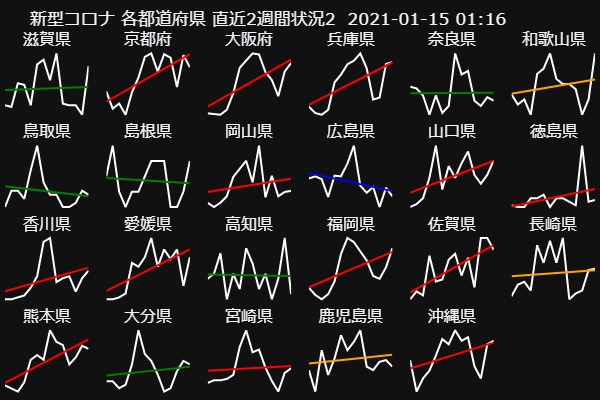 新型コロナ 各都道府県 直近2週間状況2 2021-01-15 01:16
滋賀県 京都府 大阪府 兵庫県 奈良県 和歌山県
鳥取県 島根県 岡山県 広島県 山口県 徳島県
香川県 愛媛県 高知県 福岡県 佐賀県 長崎県
熊本県 大分県 宮崎県 鹿児島県 沖縄県